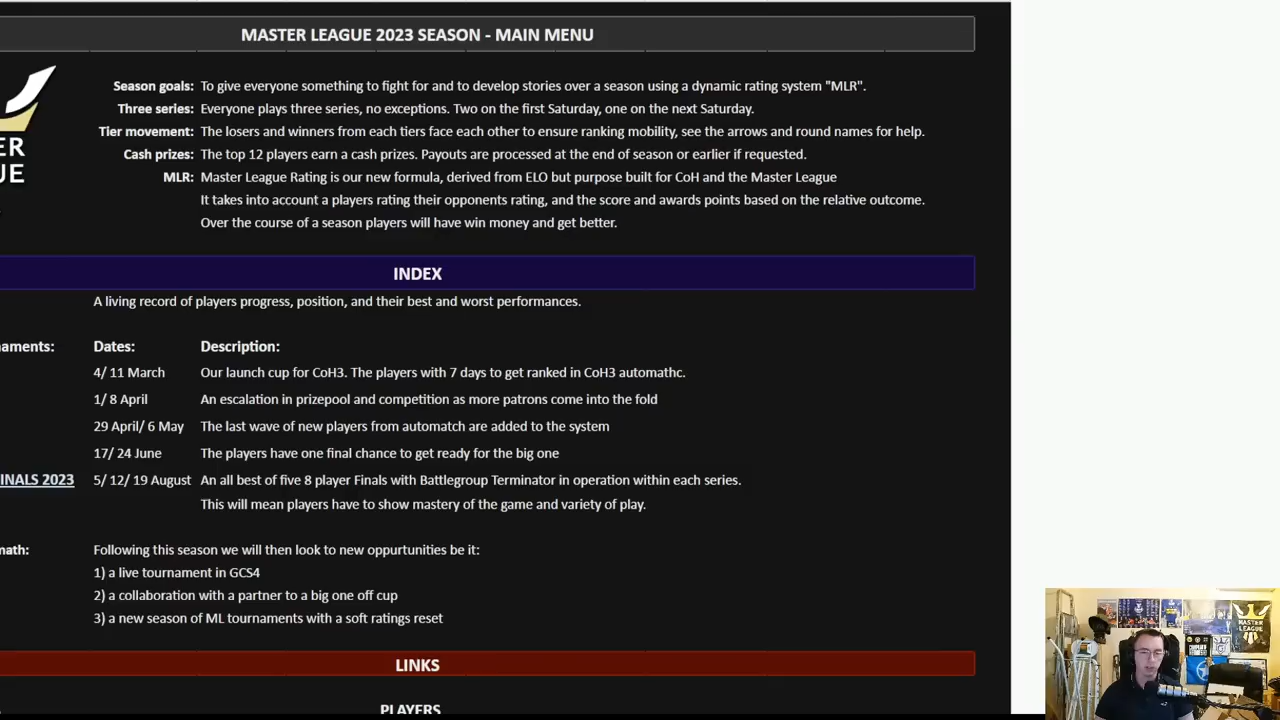 MASTER LEAGUE 2023 SEASON - MAIN MENU
Season goals: To give everyone something to fight for and to develop stories over a season using a dynamic rating system "MLR".
Three series: Everyone plays three series, no exceptions. Two on the first Saturday, one on the next Saturday.
Tier movement: The losers and winners from each tiers face each other to ensure ranking mobility, see the arrows and round names for help.
Cash prizes: The top 12 players earn a cash prizes. Payouts are processed at the end of season or earlier if requested.
MLR: Master League Rating is our new formula, derived from ELO but purpose built for CoH and the Master League
It takes into account a players rating their opponents rating, and the score and awards points based on the relative outcome.
Over the course of a season players will have win money and get better.
ER
UE
INDEX
A living record of players progress, position, and their best and worst performances.
naments: Dates: Description:
4/ 11 March Our launch cup for CoH3. The players with 7 days to get ranked in CoH3 automathc.
1/ 8 April An escalation in prizepool and competition as more patrons come into the fold
29 April/ 6 May The last wave of new players from automatch are added to the system
17/ 24 June The players have one final chance to get ready for the big one
INALS 2023 5/ 12/ 19 August An all best of five 8 player Finals with Battlegroup Terminator in operation within each series.
This will mean players have to show mastery of the game and variety of play.
math: Following this season we will then look to new oppurtunities be it:
1) a live tournament in GCS4
2) a collaboration with a partner to a big one off cup
3) a new season of ML tournaments with a soft ratings reset
LINKS
PLAYERS
MASTER
LEAGUE